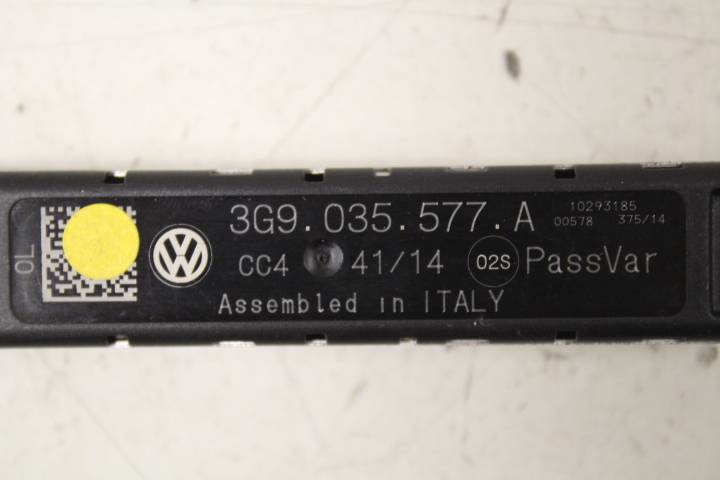 OL
3G9.035.577.A
10293185
00578 375/14
CC4 41/14 02S PassVar
Assembled in ITALY